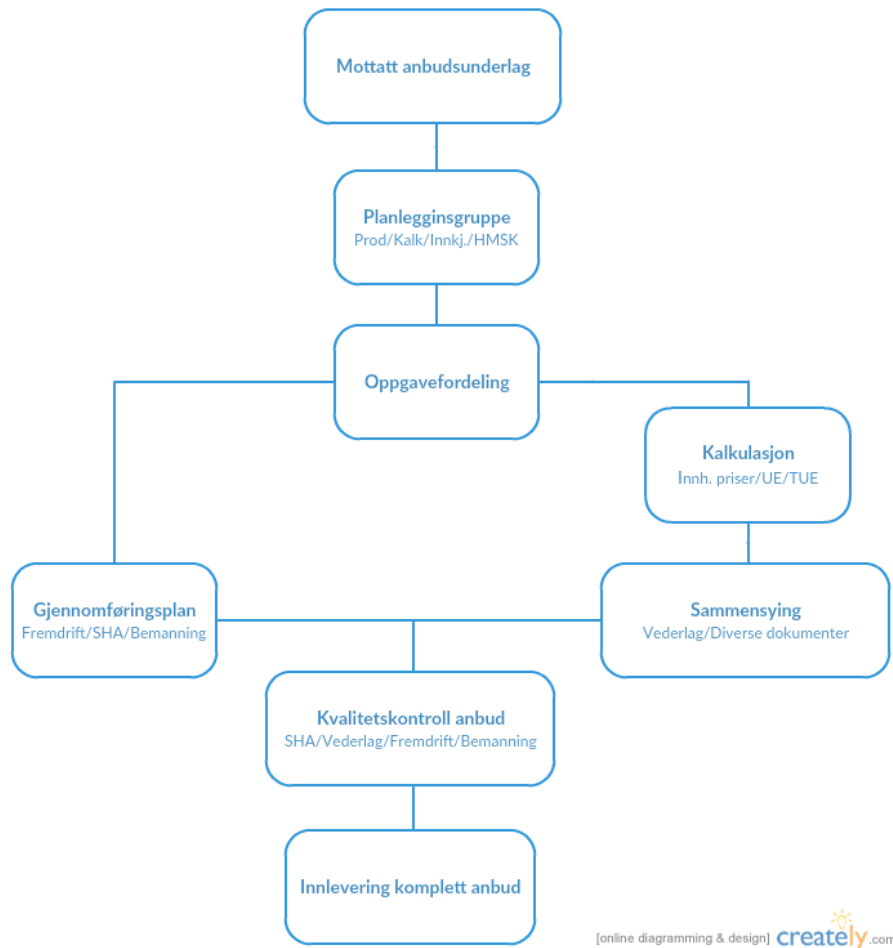 Mottatt anbudsunderlag
Planlegginsgruppe
Prod/Kalk/Innkj./HMSK
Oppgavefordeling
Kalkulasjon
Innh. priser/UE/TUE
Gjennomføringsplan
Fremdrift/SHA/Bemanning
Sammensying
Vederlag/Diverse dokumenter
Kvalitetskontroll anbud
SHA/Vederlag/Fremdrift/Bemanning
Innlevering komplett anbud
[online diagramming & design] creately.com